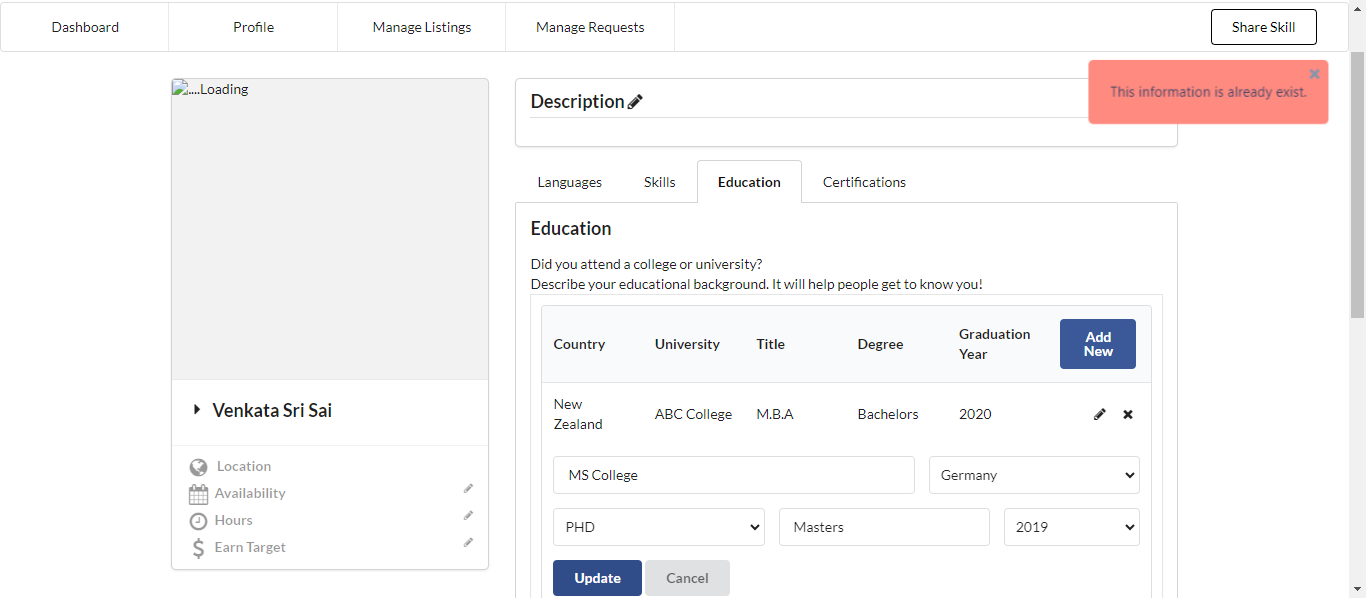 Dashboard
Profile
Manage Listings
Manage Requests
Share Skill
This information is already exist.
....Loading
Description
Languages
Skills
Education
Certifications
Education
Did you attend a college or university?
Describe your educational background. It will help people get to know you!
Country
University
Title
Degree
Graduation
Year
Add
New
New
Zealand
ABC College
M.B.A
Bachelors
2020
MS College
Germany
PHD
Masters
2019
Update
Cancel
Venkata Sri Sai
Location
Availability
Hours
Earn Target